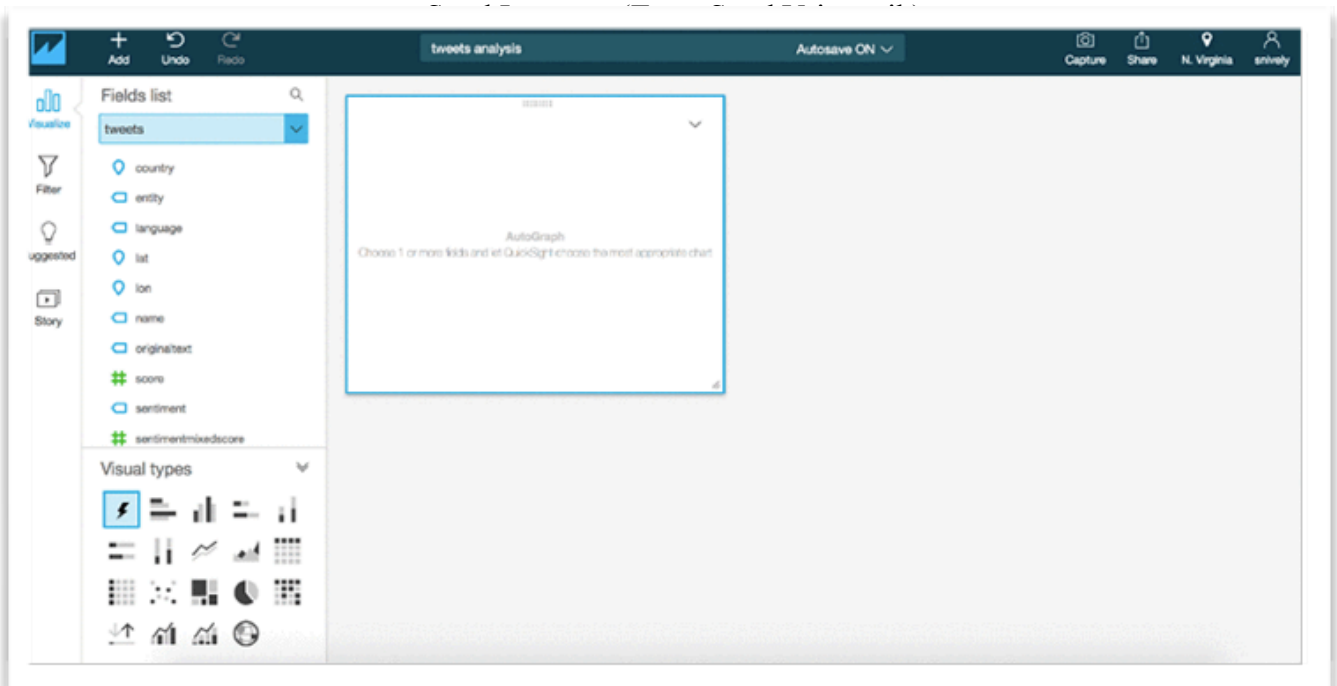 Add Undo Redo tweets analysis Autosave ON Capture Share N. Virginia snively
Visualize
Filter
uggested
Story
Fields list
tweets
country
entity
language
lat
lon
name
originaltext
score
sentiment
sentimentmixedscore
Visual types
AutoGraph
Choose 1 or more fields and let QuickSight choose the most appropriate chart